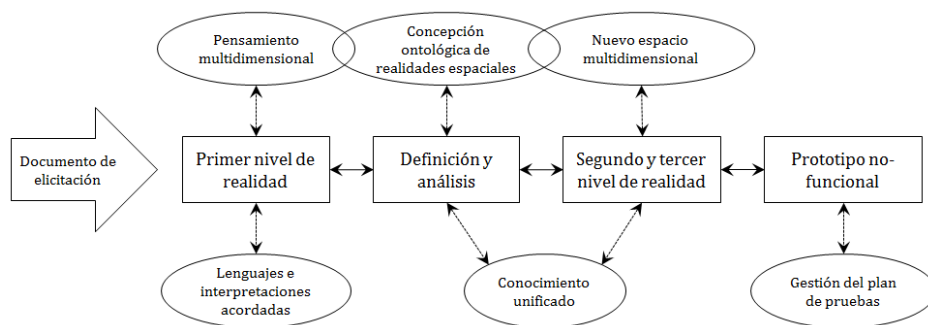 Pensamiento
multidimensional
Concepción
ontológica de
realidades espaciales
Nuevo espacio
multidimensional
Documento de
elicitación
Primer nivel de
realidad
Definición y
análisis
Segundo y tercer
nivel de realidad
Prototipo no-
funcional
Lenguajes e
interpretaciones
acordadas
Conocimiento
unificado
Gestión del plan
de pruebas